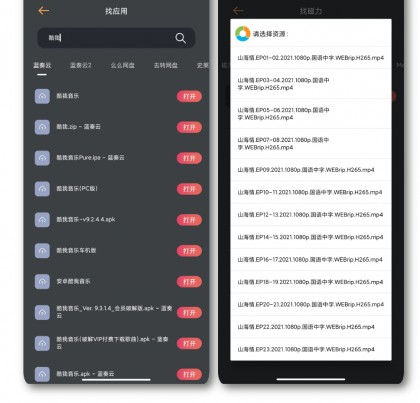 找应用
酷我
蓝奏云
蓝奏云2
么么网盘
去转网盘
史莱
酷我音乐
打开
酷我.zip - 蓝奏云
打开
酷我音乐Pure.ipa - 蓝奏云
打开
酷我音乐(PC版)
打开
酷我音乐-v9.2.4.4.apk
打开
酷我音乐车机版
打开
安卓酷我音乐
打开
酷我音乐_Ver. 9.3.1.4_会员破解版.apk - 蓝奏
云
打开
酷我音乐(破解VIP付费下载歌曲).apk - 蓝奏
云
打开
酷我音乐.apk - 蓝奏云
打开
找磁力
请选择资源:
山海情.EP01-02.2021.1080p.国语中字.WEBrip.H265.mp4
山海情.EP03-04.2021.1080p.国语中
字.WEBrip.H265.mp4
山海情.EP05-06.2021.1080p.国语中
字.WEBrip.H265.mp4
山海情.EP07-08.2021.1080p.国语中
字.WEBrip.H265.mp4
山海情.EP09.2021.1080p.国语中字.WEBrip.H265.mp4
山海情.EP10-11.2021.1080p.国语中字.WEBrip.H265.mp4
山海情.EP12-13.2021.1080p.国语中字.WEBrip.H265.mp4
山海情.EP14-15.2021.1080p.国语中字.WEBrip.H265.mp4
山海情.EP16-17.2021.1080p.国语中字.WEBrip.H265.mp4
山海情.EP18-19.2021.1080p.国语中字.WEBrip.H265.mp4
山海情.EP20-21.2021.1080p.国语中字.WEBrip.H265.mp4
山海情.EP22.2021.1080p.国语中字.WEBrip.H265.mp4
山海情.EP23.2021.1080p.国语中字.WEBrip.H265.mp4